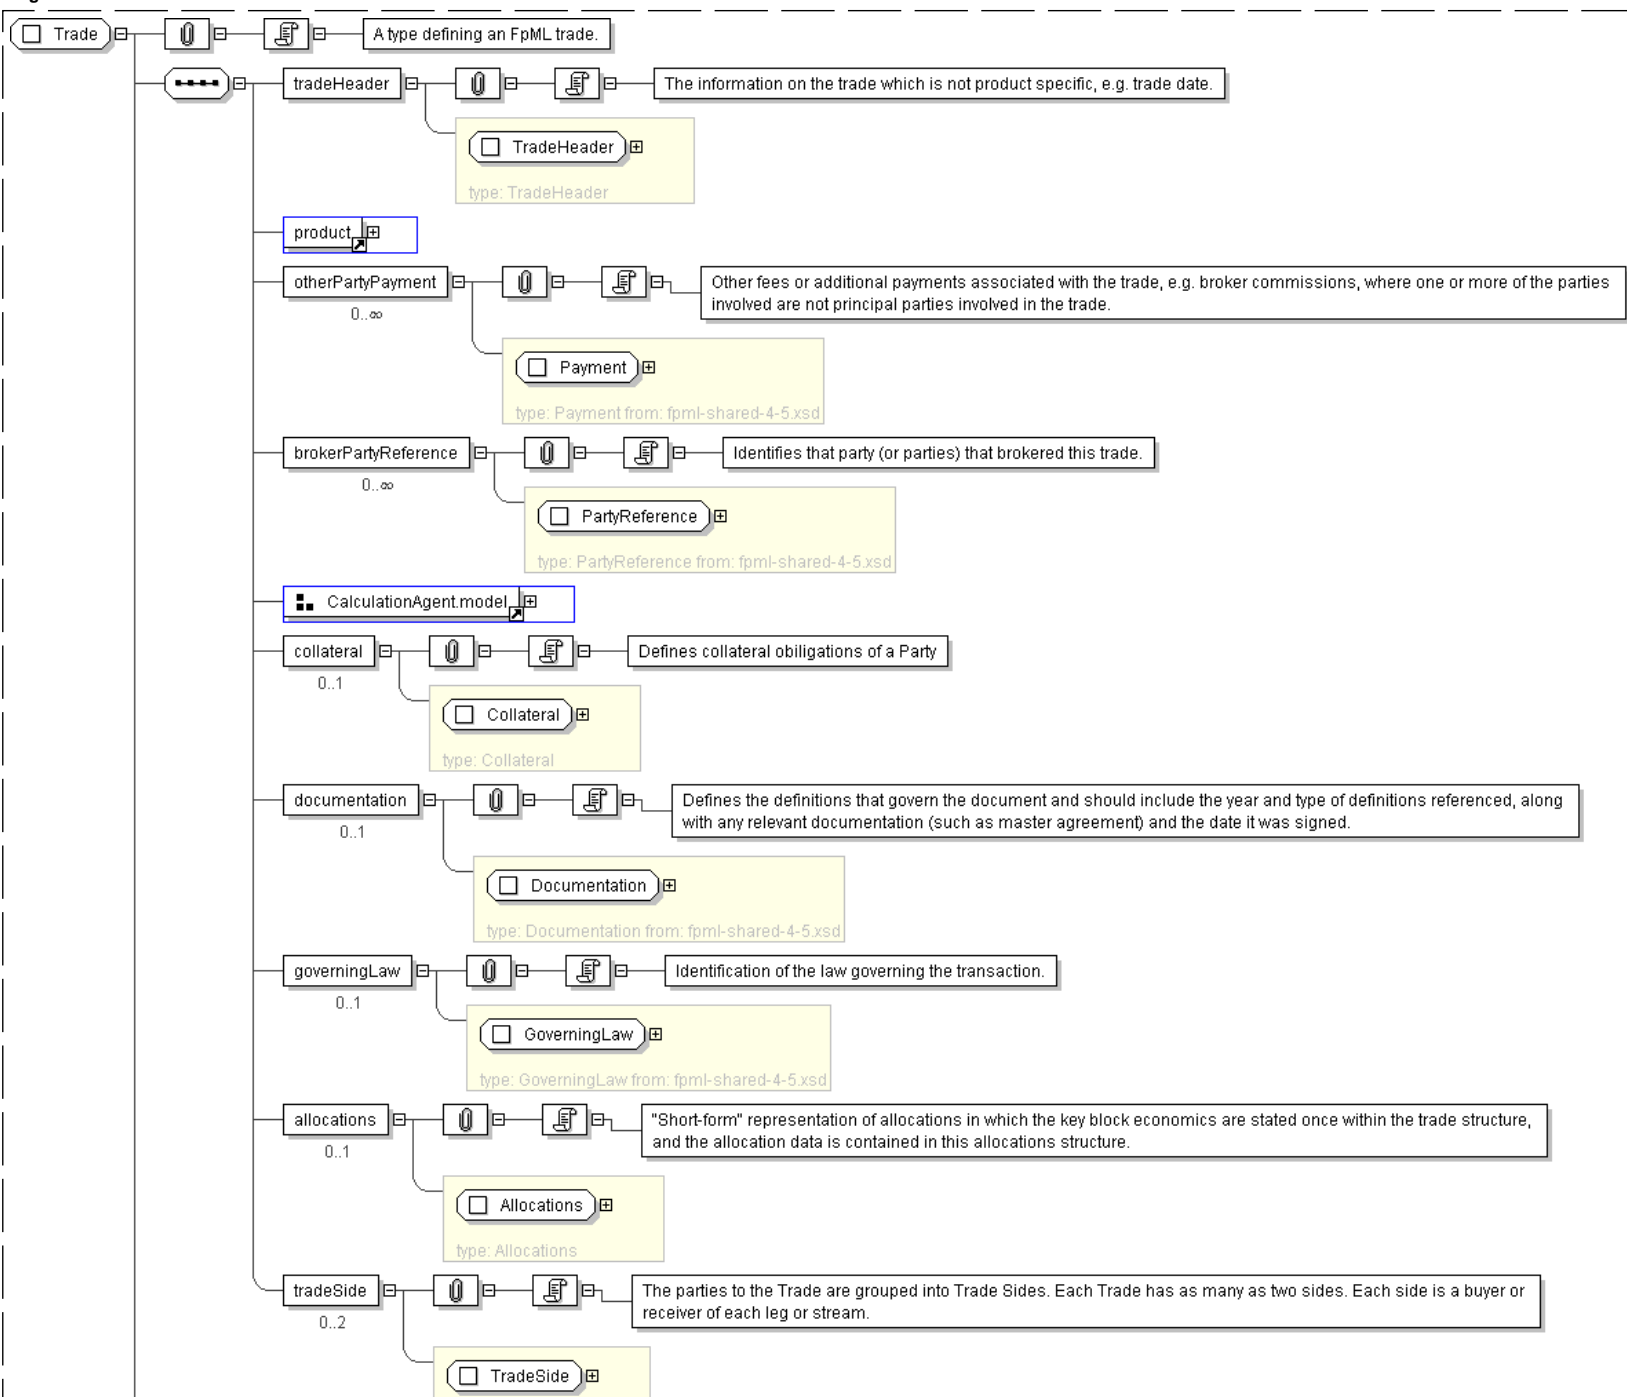 Trade
A type defining an FpML trade.
tradeHeader
The information on the trade which is not product specific, e.g. trade date.
TradeHeader
type: TradeHeader
product
otherPartyPayment
Other fees or additional payments associated with the trade, e.g. broker commissions, where one or more of the parties
involved are not principal parties involved in the trade.
0..∞
Payment
type: Payment from: fpml-shared-4-5.xsd
brokerPartyReference
Identifies that party (or parties) that brokered this trade.
0..∞
PartyReference
type: PartyReference from: fpml-shared-4-5.xsd
CalculationAgent.model
collateral
Defines collateral obiligations of a Party
0..1
Collateral
type: Collateral
documentation
Defines the definitions that govern the document and should include the year and type of definitions referenced, along
with any relevant documentation (such as master agreement) and the date it was signed.
0..1
Documentation
type: Documentation from: fpml-shared-4-5.xsd
governingLaw
Identification of the law governing the transaction.
0..1
GoverningLaw
type: GoverningLaw from: fpml-shared-4-5.xsd
allocations
"Short-form" representation of allocations in which the key block economics are stated once within the trade structure,
and the allocation data is contained in this allocations structure.
0..1
Allocations
type: Allocations
tradeSide
The parties to the Trade are grouped into Trade Sides. Each Trade has as many as two sides. Each side is a buyer or
receiver of each leg or stream.
0..2
TradeSide